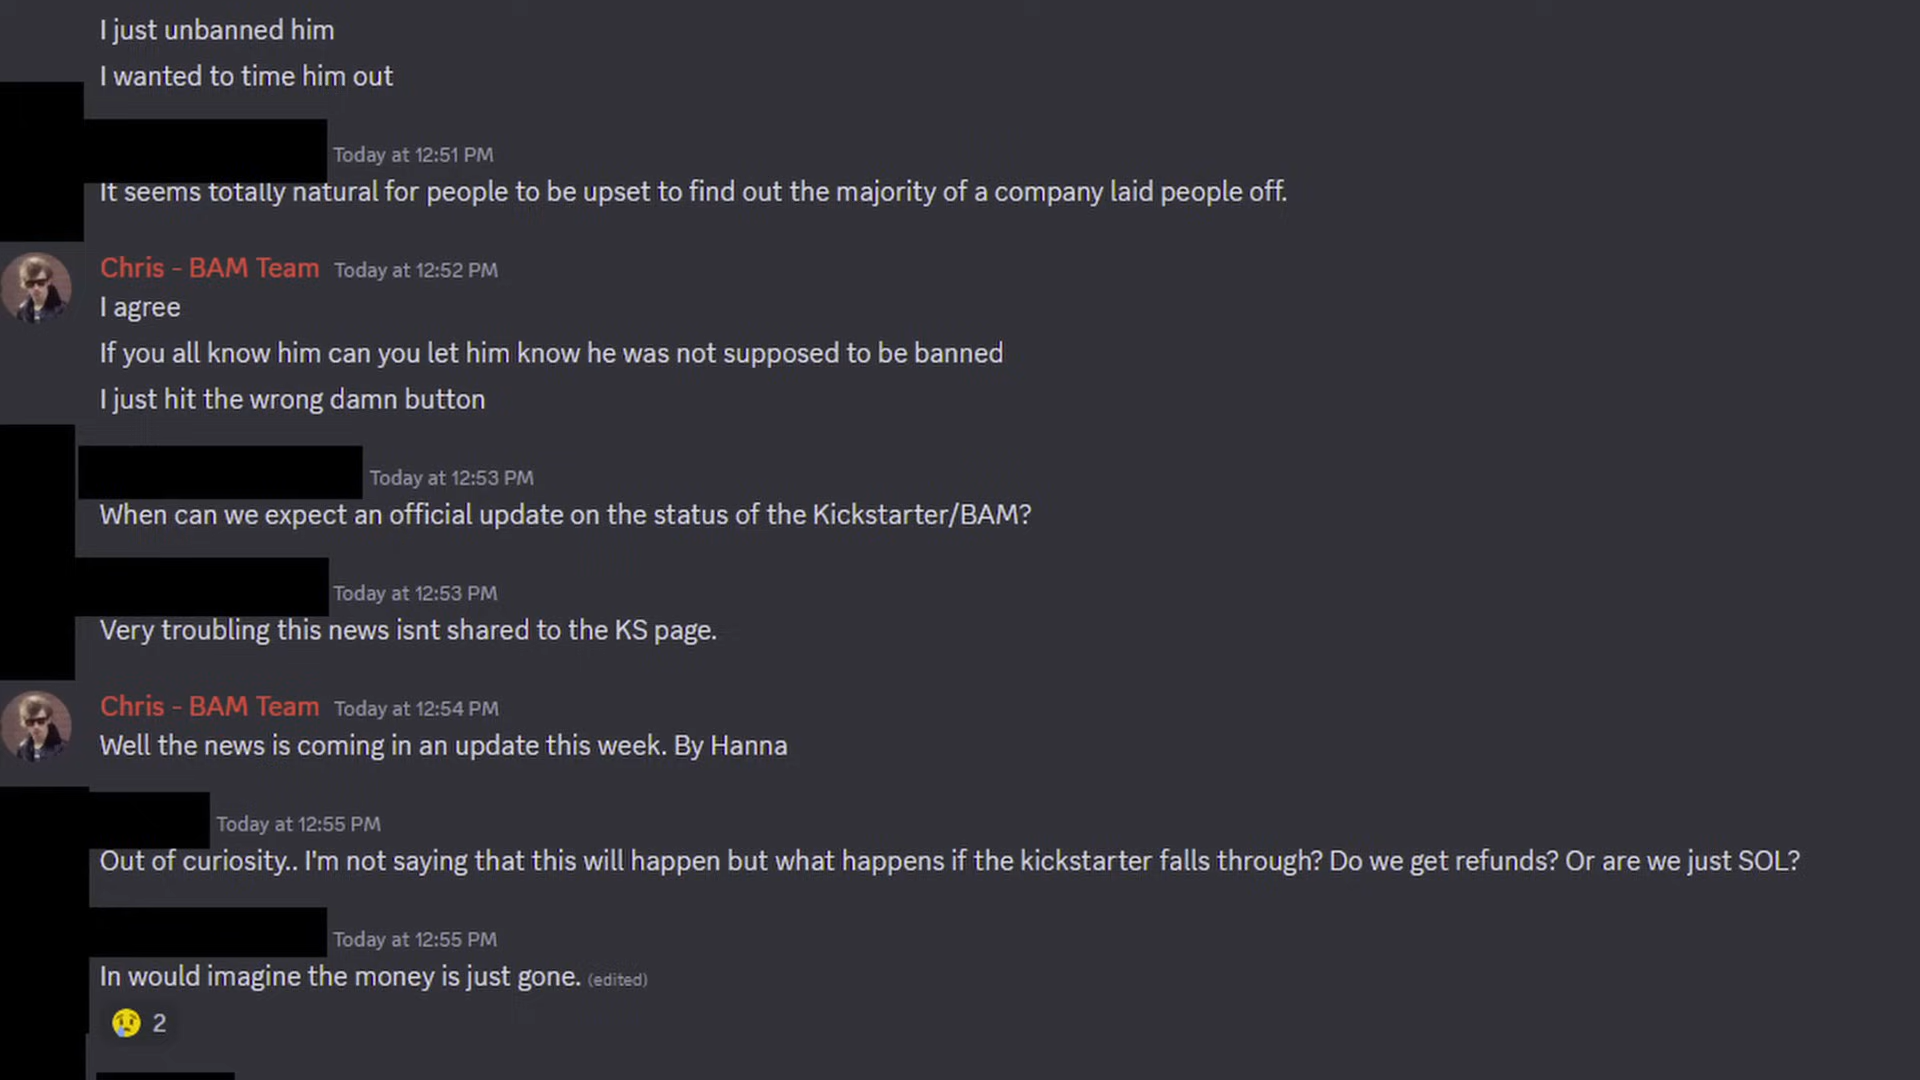 I just unbanned him
I wanted to time him out
Today at 12:51 PM
It seems totally natural for people to be upset to find out the majority of a company laid people off.
Chris - BAM Team Today at 12:52 PM
I agree
If you all know him can you let him know he was not supposed to be banned
I just hit the wrong damn button
Today at 12:53 PM
When can we expect an official update on the status of the Kickstarter/BAM?
Today at 12:53 PM
Very troubling this news isnt shared to the KS page.
Chris - BAM Team Today at 12:54 PM
Well the news is coming in an update this week. By Hanna
Today at 12:55 PM
Out of curiosity.. I'm not saying that this will happen but what happens if the kickstarter falls through? Do we get refunds? Or are we just SOL?
Today at 12:55 PM
In would imagine the money is just gone. (edited)
2